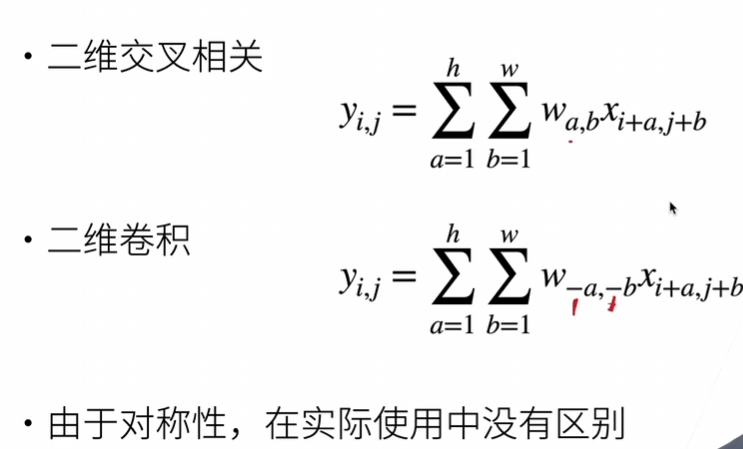 • 二维交叉相关
y_{i,j} = \sum_{a=1}^{h} \sum_{b=1}^{w} w_{a,b} x_{i+a,j+b}
• 二维卷积
y_{i,j} = \sum_{a=1}^{h} \sum_{b=1}^{w} w_{-a,-b} x_{i+a,j+b}
• 由于对称性，在实际使用中没有区别